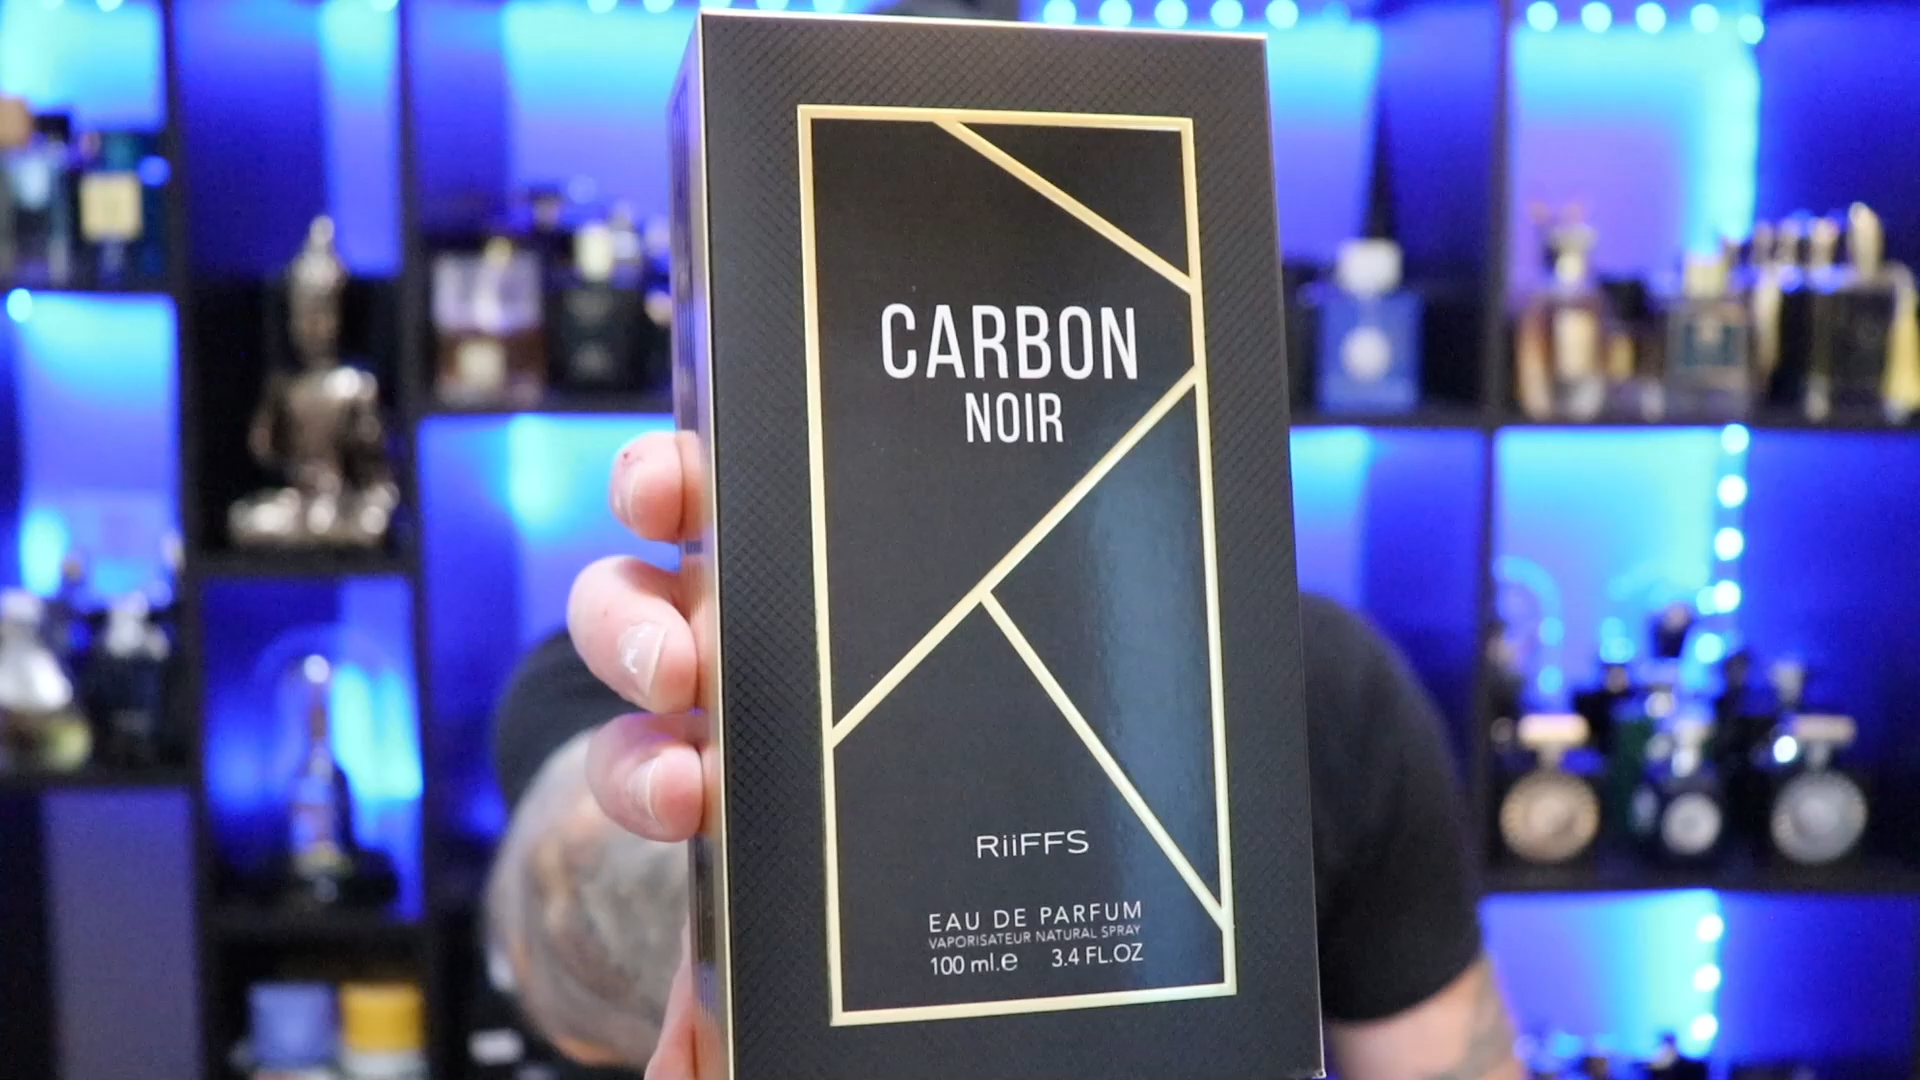 CARBON
NOIR
RiiFFS
EAU DE PARFUM
VAPORISATEUR NATURAL SPRAY
100 ml.e 3.4 FL.OZ